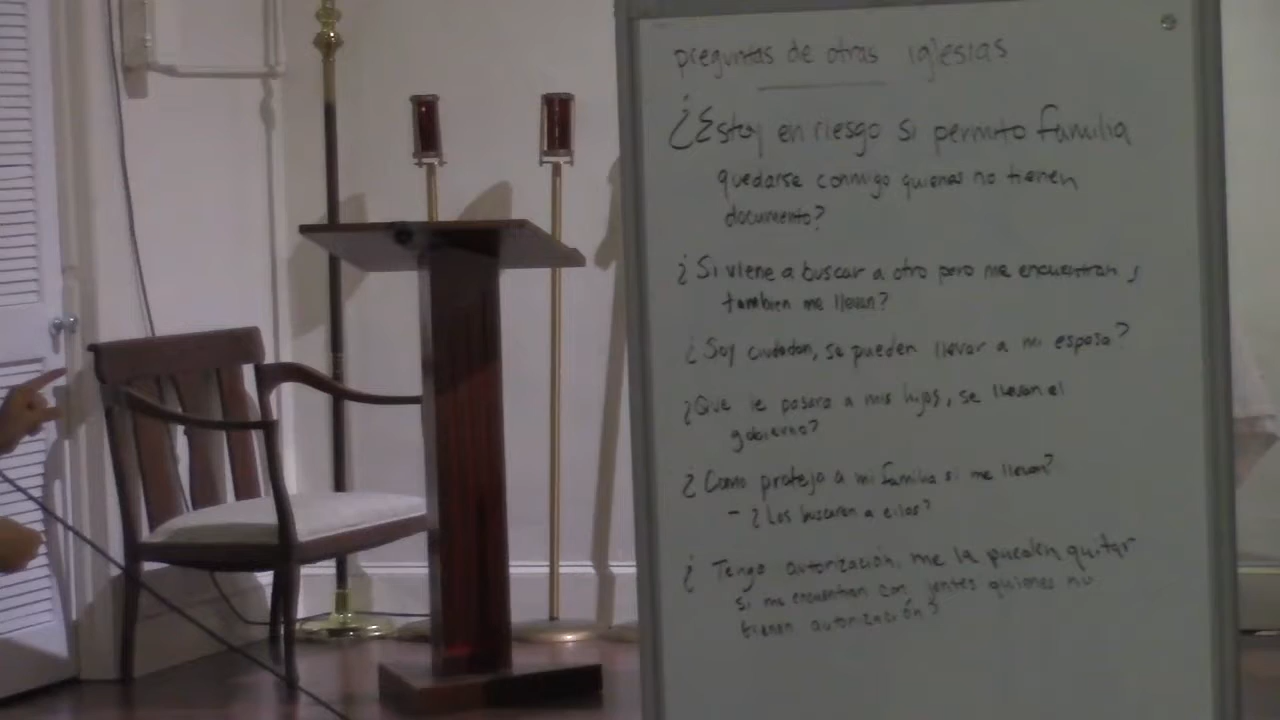 preguntas de otras iglesias
¿Estoy en riesgo si permito familia
quedarse conmigo quienes no tienen
documento?
¿Si viene a buscar a otro pero me encuentran,
tambien me llevan?
¿Soy ciudadan, se pueden llevar a mi esposo?
¿Que le pasara a mis hijos, se llevan el
gobierno?
¿Como protejo a mi familia si me llevan?
- ¿Los buscaran a ellos?
¿Tengo autorización, me la pueden quitar
si me encuentran con jentes quienes no
tienen autorización?